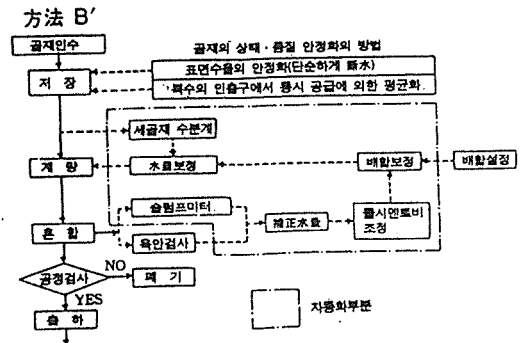 方法 B′
골재인수
골재의 상태·품질 안정화의 방법
저 장
표면수율의 안정화(단순하게 斷水)
복수의 인출구에서 동시 공급에 의한 평균화
세골재 수분계
계 량
水量보정
배합보정
배합설정
슬럼프미터
혼 합
육안검사
補正水量
물시멘트비
조정
공정검사
NO
폐 기
YES
출 하
자동화부분